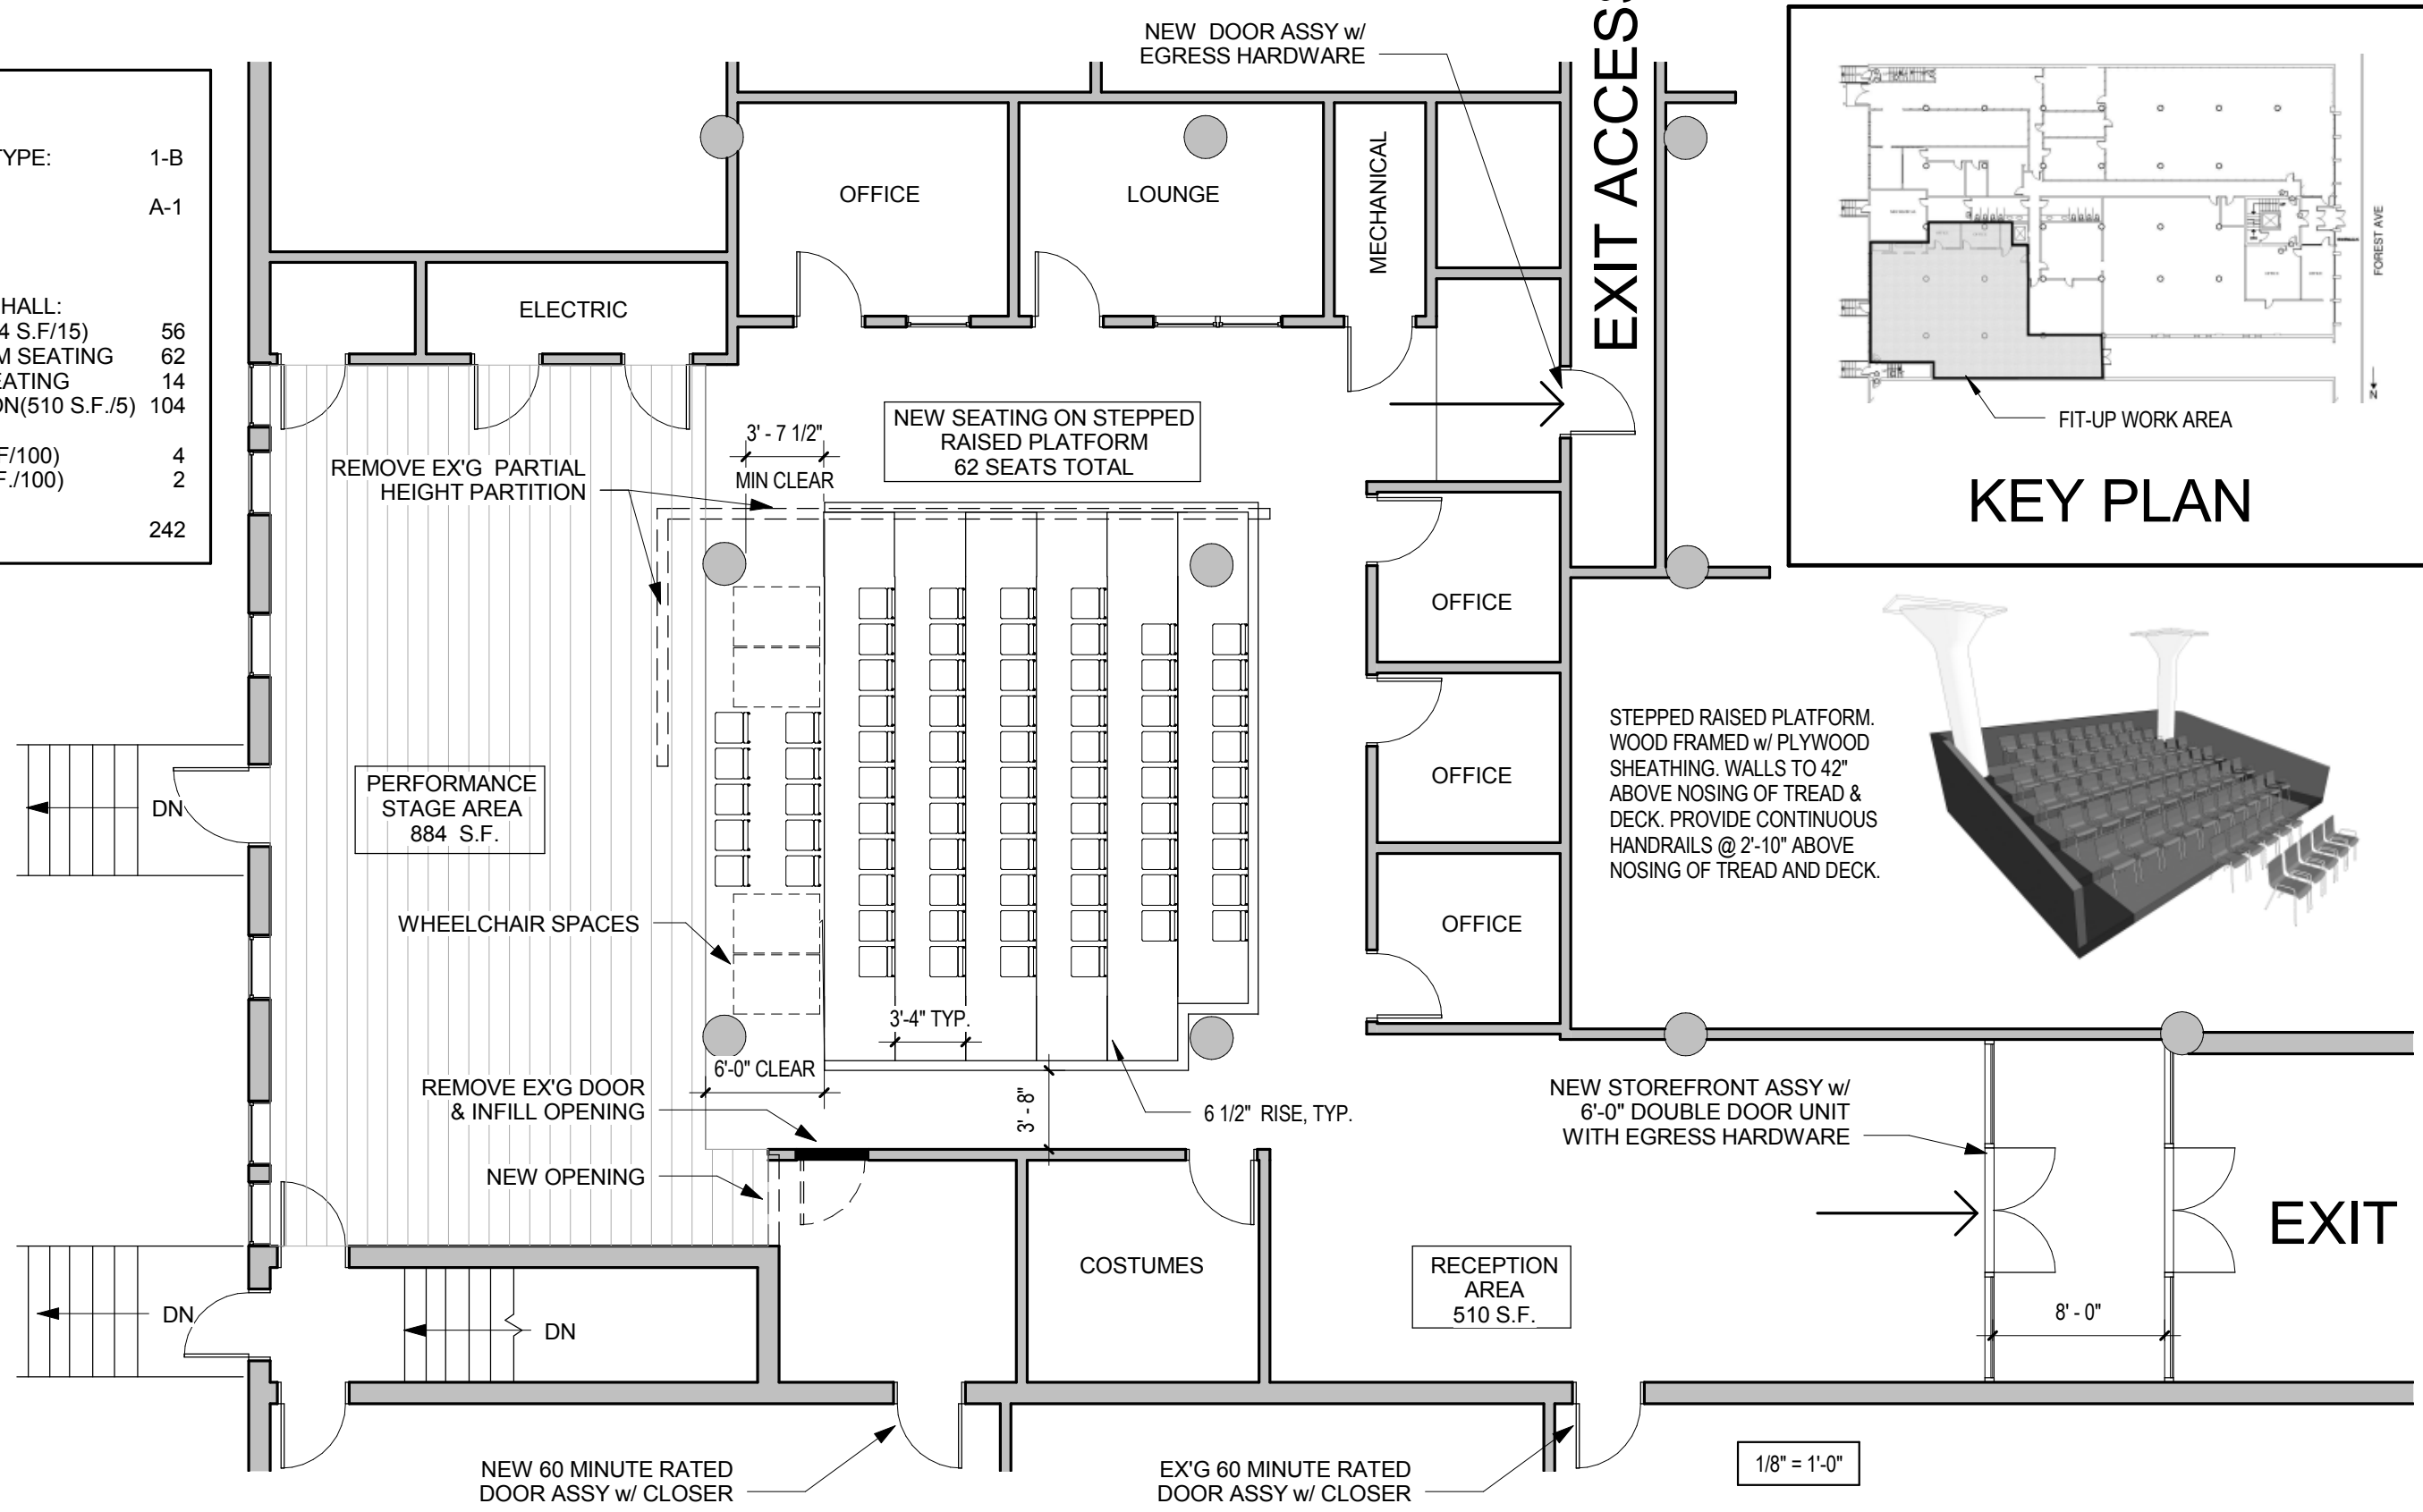 TYPE: 1-B
A-1
HALL:
4 S.F/15) 56
M SEATING 62
EATING 14
ON(510 S.F./5) 104
F/100) 4
F./100) 2
242
NEW DOOR ASSY w/
EGRESS HARDWARE
EXIT ACCESS
OFFICE
LOUNGE
MECHANICAL
ELECTRIC
FOREST AVE
N
FIT-UP WORK AREA
KEY PLAN
REMOVE EX'G PARTIAL
HEIGHT PARTITION
3' - 7 1/2"
MIN CLEAR
NEW SEATING ON STEPPED
RAISED PLATFORM
62 SEATS TOTAL
OFFICE
OFFICE
OFFICE
STEPPED RAISED PLATFORM.
WOOD FRAMED w/ PLYWOOD
SHEATHING. WALLS TO 42"
ABOVE NOSING OF TREAD &
DECK. PROVIDE CONTINUOUS
HANDRAILS @ 2'-10" ABOVE
NOSING OF TREAD AND DECK.
DN
PERFORMANCE
STAGE AREA
884 S.F.
WHEELCHAIR SPACES
3'-4" TYP.
6'-0" CLEAR
REMOVE EX'G DOOR
& INFILL OPENING
3' - 8"
6 1/2" RISE, TYP.
NEW OPENING
NEW STOREFRONT ASSY w/
6'-0" DOUBLE DOOR UNIT
WITH EGRESS HARDWARE
EXIT
COSTUMES
RECEPTION
AREA
510 S.F.
8' - 0"
DN
DN
NEW 60 MINUTE RATED
DOOR ASSY w/ CLOSER
EX'G 60 MINUTE RATED
DOOR ASSY w/ CLOSER
1/8" = 1'-0"